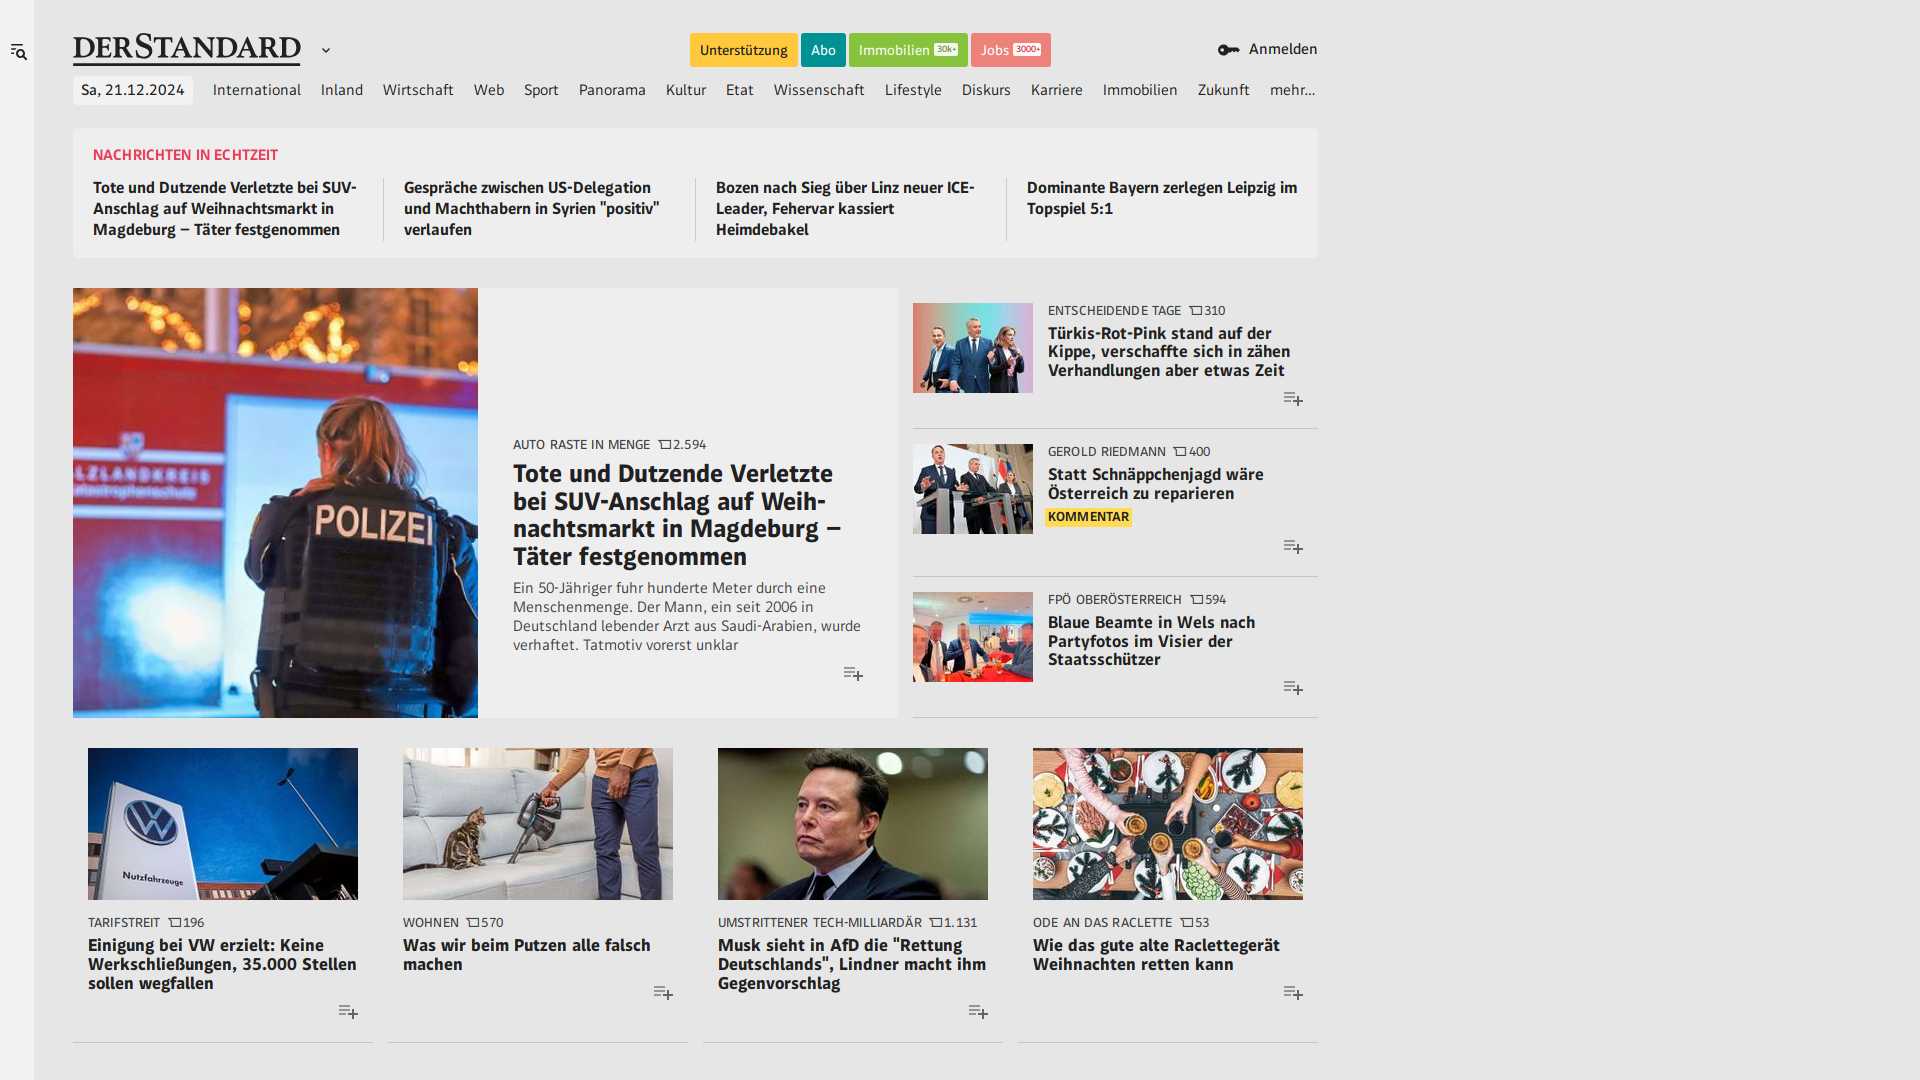 DERSTANDARD
Unterstützung
Abo
Immobilien 30k+
Jobs 3000+
Anmelden
Sa, 21.12.2024
International
Inland
Wirtschaft
Web
Sport
Panorama
Kultur
Etat
Wissenschaft
Lifestyle
Diskurs
Karriere
Immobilien
Zukunft
mehr...
NACHRICHTEN IN ECHTZEIT
Tote und Dutzende Verletzte bei SUV-
Anschlag auf Weihnachtsmarkt in
Magdeburg – Täter festgenommen
Gespräche zwischen US-Delegation
und Machthabern in Syrien "positiv"
verlaufen
Bozen nach Sieg über Linz neuer ICE-
Leader, Fehervar kassiert
Heimdebakel
Dominante Bayern zerlegen Leipzig im
Topspiel 5:1
LZLANDKREIS
POLIZEI
AUTO RASTE IN MENGE 2.594
Tote und Dutzende Verletzte
bei SUV-Anschlag auf Weih-
nachtsmarkt in Magdeburg –
Täter festgenommen
Ein 50-Jähriger fuhr hunderte Meter durch eine
Menschenmenge. Der Mann, ein seit 2006 in
Deutschland lebender Arzt aus Saudi-Arabien, wurde
verhaftet. Tatmotiv vorerst unklar
ENTSCHEIDENDE TAGE 310
Türkis-Rot-Pink stand auf der
Kippe, verschaffte sich in zähen
Verhandlungen aber etwas Zeit
GEROLD RIEDMANN 400
Statt Schnäppchenjagd wäre
Österreich zu reparieren
KOMMENTAR
FPÖ OBERÖSTERREICH 594
Blaue Beamte in Wels nach
Partyfotos im Visier der
Staatsschützer
Nutzfahrzeuge
TARIFSTREIT 196
Einigung bei VW erzielt: Keine
Werkschließungen, 35.000 Stellen
sollen wegfallen
WOHNEN 570
Was wir beim Putzen alle falsch
machen
UMSTRITTENER TECH-MILLIARDÄR 1.131
Musk sieht in AfD die "Rettung
Deutschlands", Lindner macht ihm
Gegenvorschlag
ODE AN DAS RACLETTE 53
Wie das gute alte Raclettegerät
Weihnachten retten kann